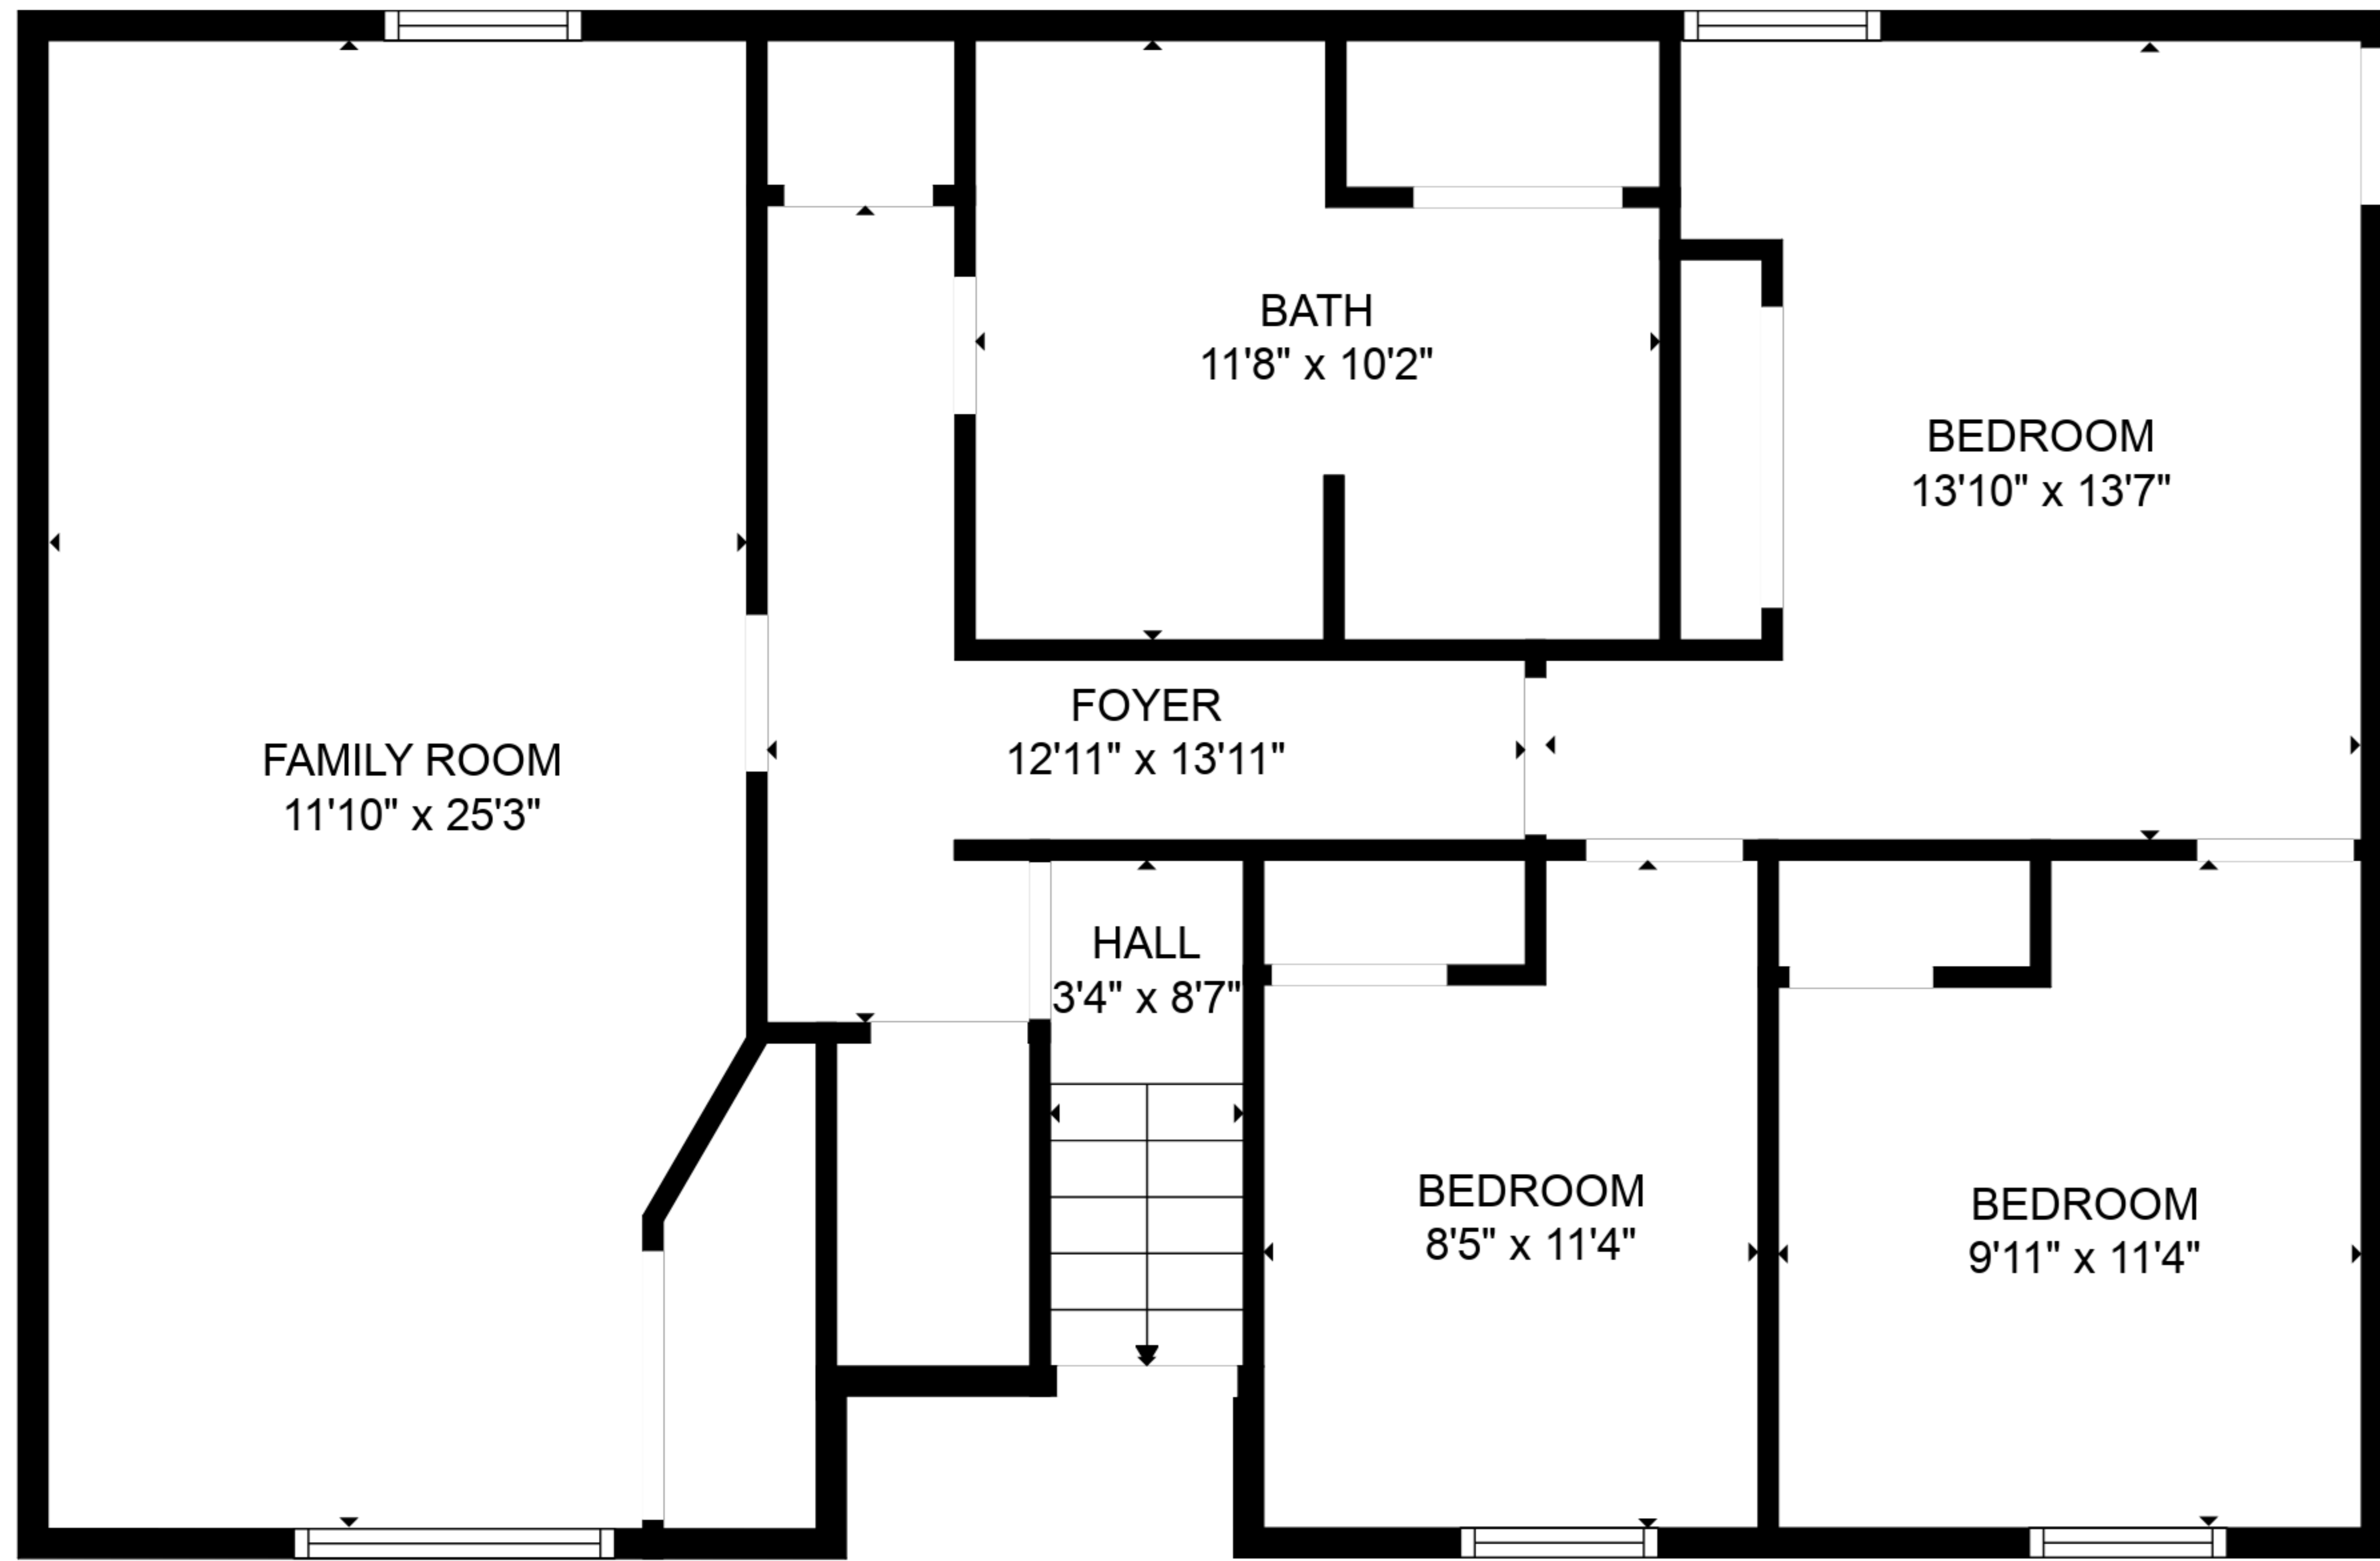 BATH
11'8" x 10'2"
BEDROOM
13'10" x 13'7"
FOYER
12'11" x 13'11"
FAMILY ROOM
11'10" x 25'3"
HALL
3'4" x 8'7"
BEDROOM
8'5" x 11'4"
BEDROOM
9'11" x 11'4"